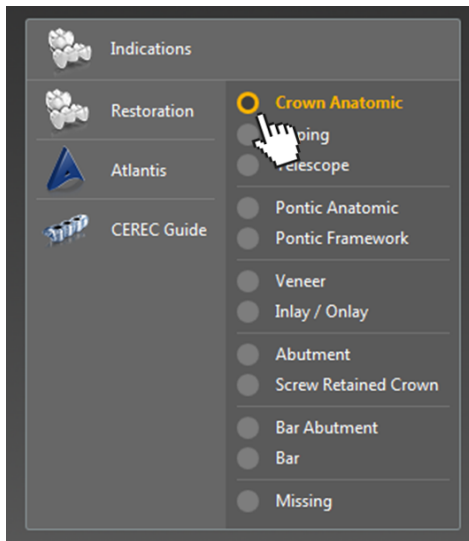 Indications
Restoration
Atlantis
CEREC Guide
Crown Anatomic
Telescope
Pontic Anatomic
Pontic Framework
Veneer
Inlay / Onlay
Abutment
Screw Retained Crown
Bar Abutment
Bar
Missing